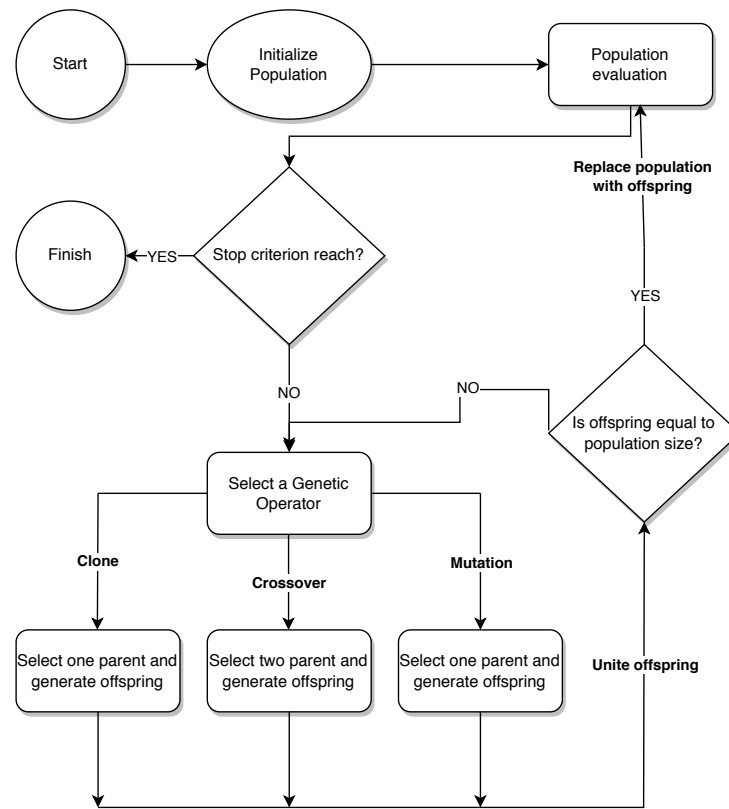 Start
Initialize
Population
Population
evaluation
Replace population
with offspring
Finish
YES
Stop criterion reach?
YES
NO
NO
Is offspring equal to
population size?
Select a Genetic
Operator
Clone
Crossover
Mutation
Select one parent and
generate offspring
Select two parent and
generate offspring
Select one parent and
generate offspring
Unite offspring